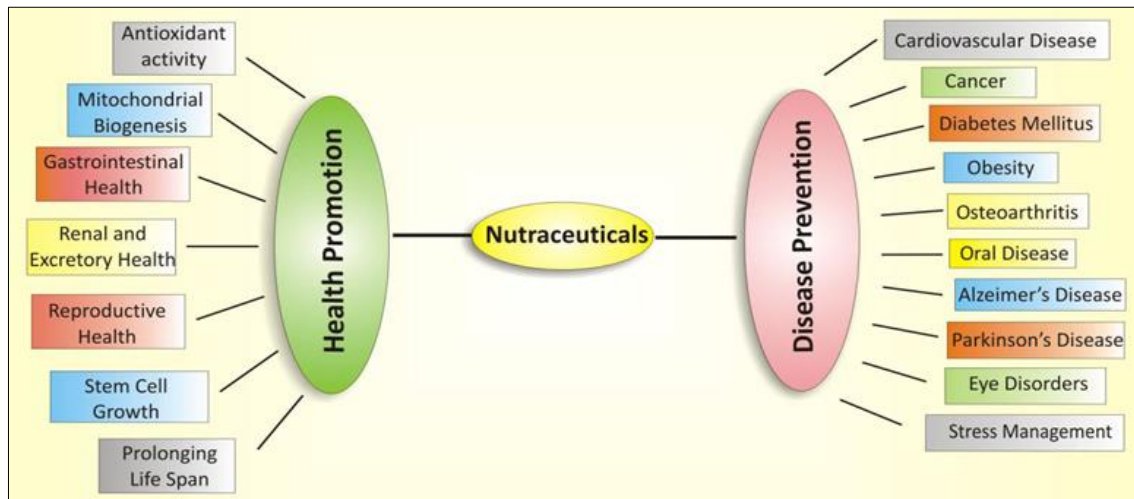 Antioxidant
activity
Mitochondrial
Biogenesis
Gastrointestinal
Health
Renal and
Excretory Health
Reproductive
Health
Stem Cell
Growth
Prolonging
Life Span
Health Promotion
Nutraceuticals
Disease Prevention
Cardiovascular Disease
Cancer
Diabetes Mellitus
Obesity
Osteoarthritis
Oral Disease
Alzeimer's Disease
Parkinson's Disease
Eye Disorders
Stress Management